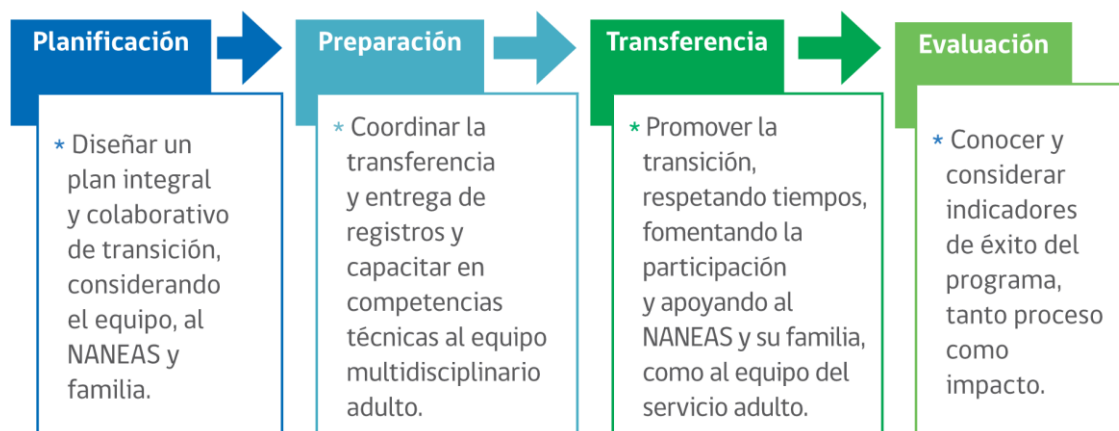 Planificación
* Diseñar un
plan integral
y colaborativo
de transición,
considerando
el equipo, al
NANEAS y
familia.
Preparación
* Coordinar la
transferencia
y entrega de
registros y
capacitar en
competencias
técnicas al equipo
multidisciplinario
adulto.
Transferencia
* Promover la
transición,
respetando tiempos,
fomentando la
participación
y apoyando al
NANEAS y su familia,
como al equipo del
servicio adulto.
Evaluación
* Conocer y
considerar
indicadores
de éxito del
programa,
tanto proceso
como
impacto.